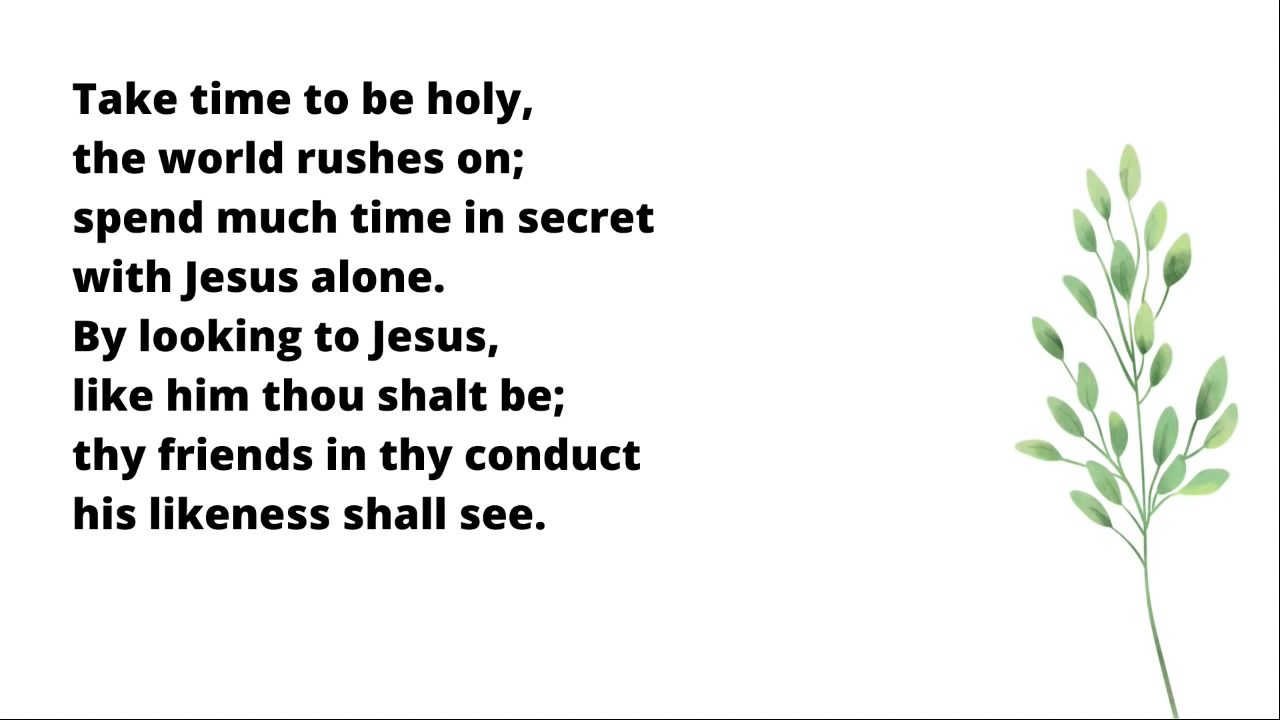 Take time to be holy,
the world rushes on;
spend much time in secret
with Jesus alone.
By looking to Jesus,
like him thou shalt be;
thy friends in thy conduct
his likeness shall see.